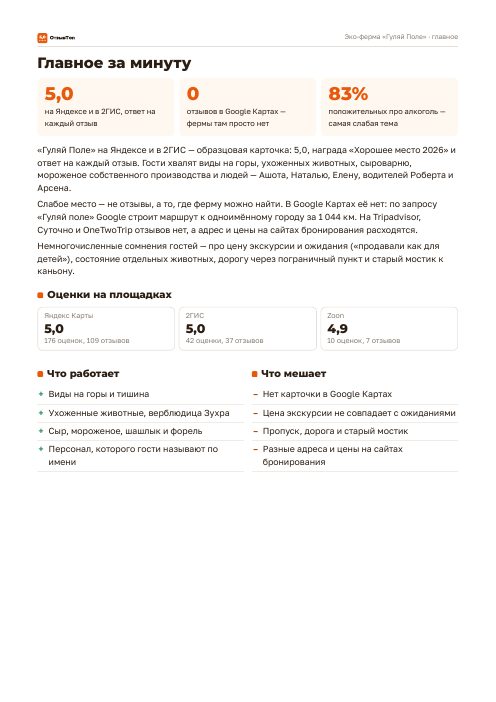 5,0 ОтзывТоп
Эко-ферма «Гуляй Поле» · главное
Главное за минуту
5,0
на Яндексе и в 2ГИС, ответ на
каждый отзыв
0
отзывов в Google Картах —
фермы там просто нет
83%
положительных про алкоголь —
самая слабая тема
«Гуляй Поле» на Яндексе и в 2ГИС — образцовая карточка: 5,0, награда «Хорошее место 2026» и
ответ на каждый отзыв. Гости хвалят виды на горы, ухоженных животных, сыроварню,
мороженое собственного производства и людей — Ашота, Наталью, Елену, водителей Роберта и
Арсена.
Слабое место — не отзывы, а то, где ферму можно найти. В Google Картах её нет: по запросу
«Гуляй поле» Google строит маршрут к одноимённому городу за 1 044 км. На Tripadvisor,
Суточно и OneTwoTrip отзывов нет, а адрес и цены на сайтах бронирования расходятся.
Немногочисленные сомнения гостей — про цену экскурсии и ожидания («продавали как для
детей»), состояние отдельных животных, дорогу через пограничный пункт и старый мостик к
каньону.
Оценки на площадках
Яндекс Карты
5,0
176 оценок, 109 отзывов
2ГИС
5,0
42 оценки, 37 отзывов
Zoon
4,9
10 оценок, 7 отзывов
Что работает
+ Виды на горы и тишина
+ Ухоженные животные, верблюдица Зухра
+ Сыр, мороженое, шашлык и форель
+ Персонал, которого гости называют по
имени
Что мешает
– Нет карточки в Google Картах
– Цена экскурсии не совпадает с ожиданиями
– Пропуск, дорога и старый мостик
– Разные адреса и цены на сайтах
бронирования